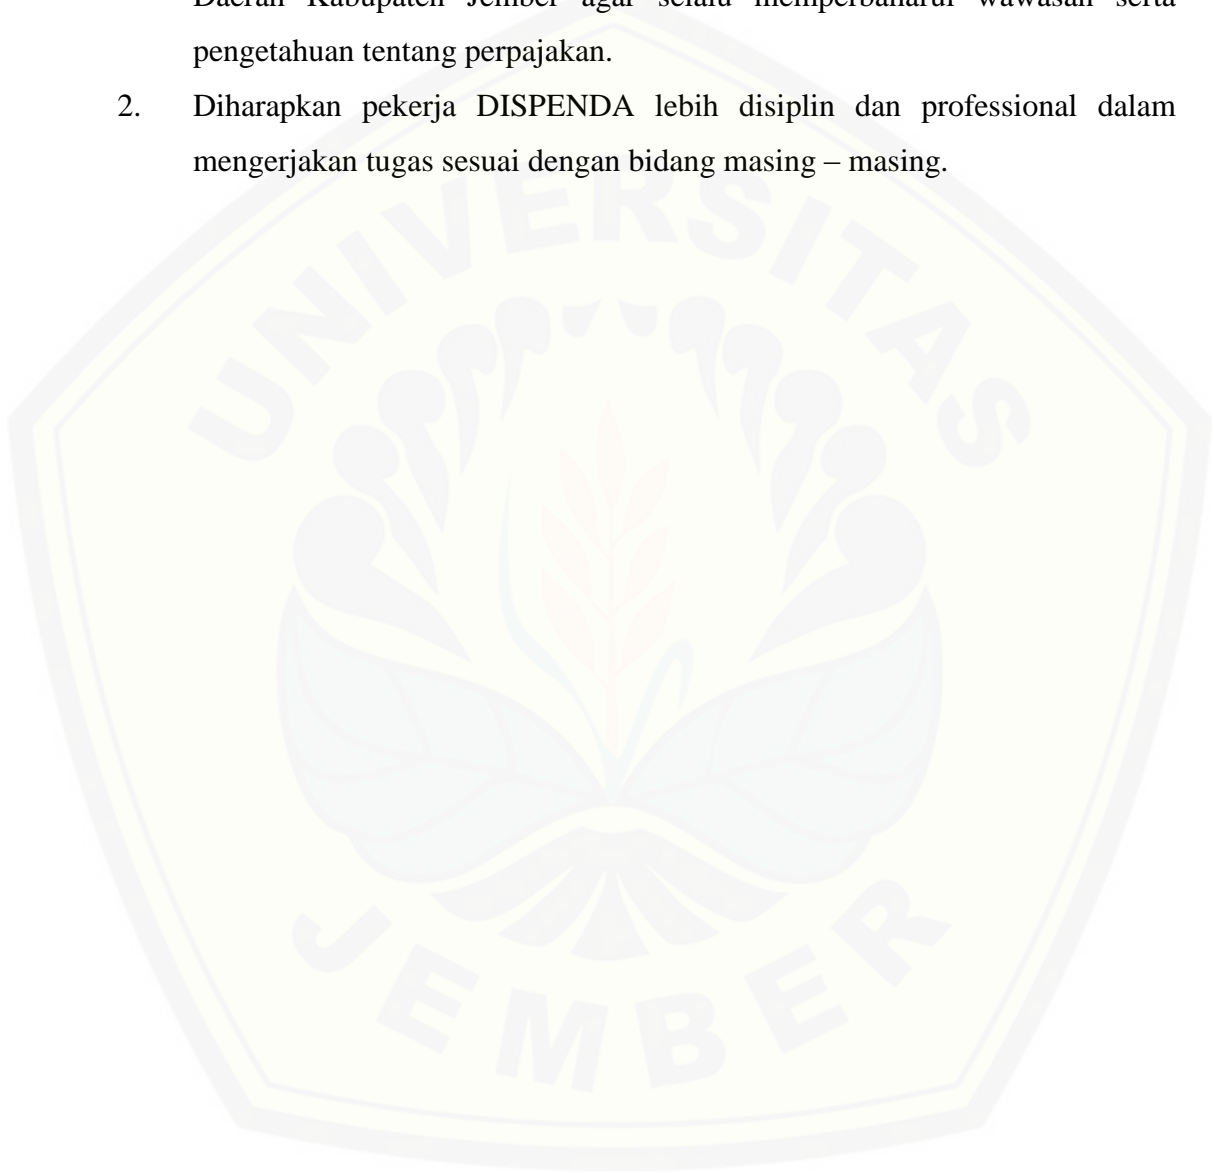 Daerah Kabupaten Jember agar selalu memperbaharui wawasan serta
pengetahuan tentang perpajakan.
2. Diharapkan pekerja DISPENDA lebih disiplin dan professional dalam
mengerjakan tugas sesuai dengan bidang masing – masing.
UNIVERSITAS
JEMBER